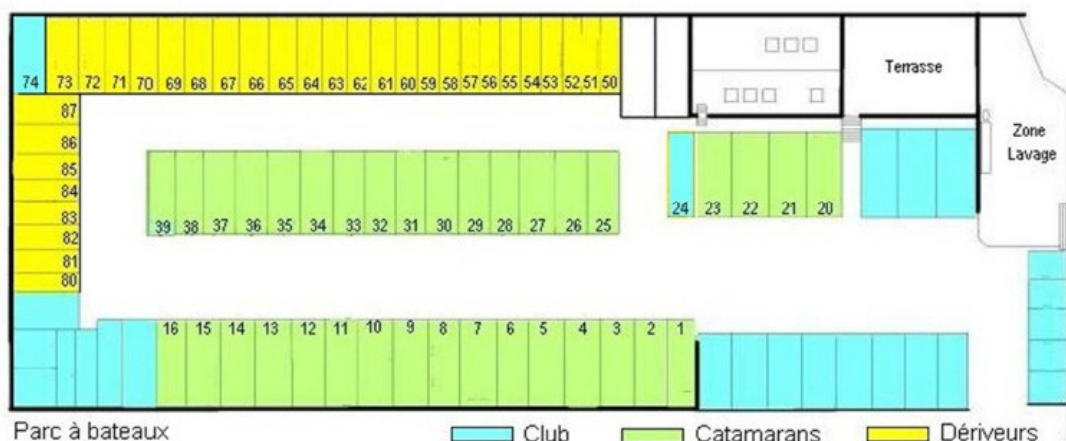 74 73 72 71 70 69 68 67 66 65 64 63 62 61 60 59 58 57 56 55 54 53 52 51 50
Terrasse
87
86
85
84
83
82
81
80
Zone
Lavage
39 38 37 36 35 34 33 32 31 30 29 28 27 26 25
24 23 22 21 20
16 15 14 13 12 11 10 9 8 7 6 5 4 3 2 1
Parc à bateaux
Club
Catamarans
Dériveurs